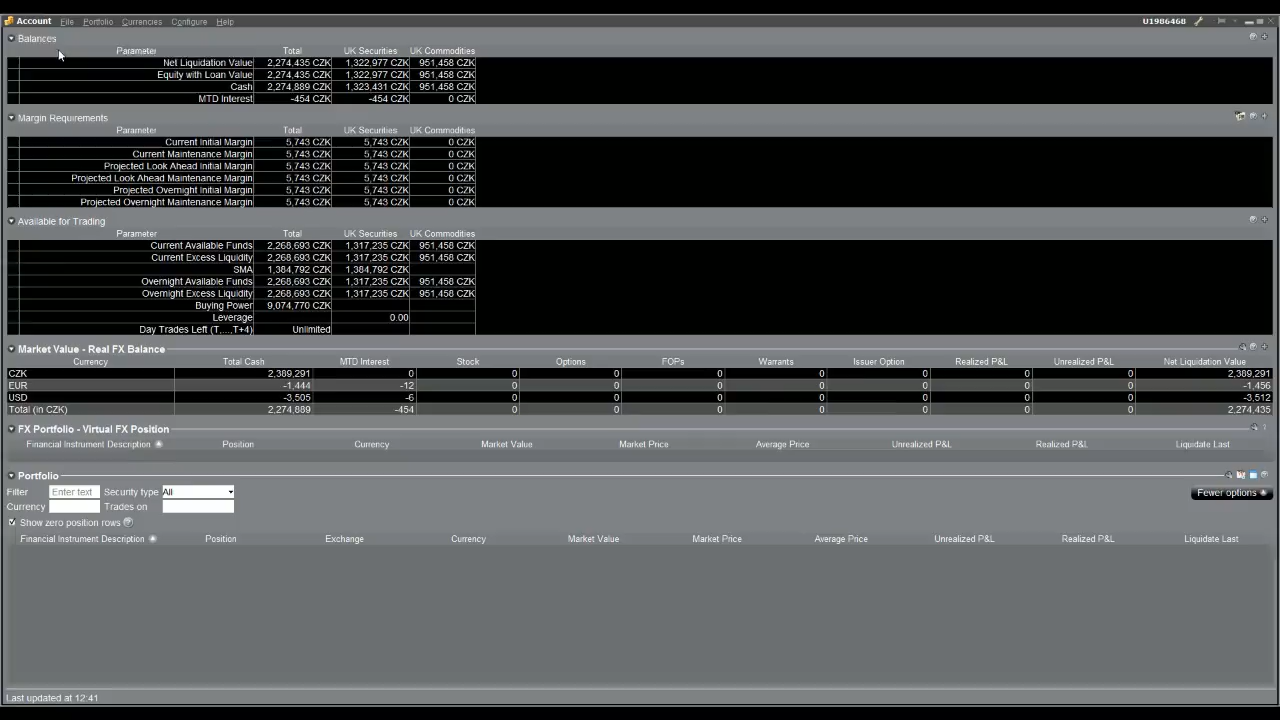 Account File Portfolio Currencies Configure Help U1986468
Balances
Parameter Total UK Securities UK Commodities
Net Liquidation Value 2,274,435 CZK 1,322,977 CZK 951,458 CZK
Equity with Loan Value 2,274,435 CZK 1,322,977 CZK 951,458 CZK
Cash 2,274,889 CZK 1,323,431 CZK 951,458 CZK
MTD Interest -454 CZK -454 CZK 0 CZK
Margin Requirements
Parameter Total UK Securities UK Commodities
Current Initial Margin 5,743 CZK 5,743 CZK 0 CZK
Current Maintenance Margin 5,743 CZK 5,743 CZK 0 CZK
Projected Look Ahead Initial Margin 5,743 CZK 5,743 CZK 0 CZK
Projected Look Ahead Maintenance Margin 5,743 CZK 5,743 CZK 0 CZK
Projected Overnight Initial Margin 5,743 CZK 5,743 CZK 0 CZK
Projected Overnight Maintenance Margin 5,743 CZK 5,743 CZK 0 CZK
Available for Trading
Parameter Total UK Securities UK Commodities
Current Available Funds 2,268,693 CZK 1,317,235 CZK 951,458 CZK
Current Excess Liquidity 2,268,693 CZK 1,317,235 CZK 951,458 CZK
SMA 1,384,792 CZK 1,384,792 CZK
Overnight Available Funds 2,268,693 CZK 1,317,235 CZK 951,458 CZK
Overnight Excess Liquidity 2,268,693 CZK 1,317,235 CZK 951,458 CZK
Buying Power 9,074,770 CZK
Leverage 0.00
Day Trades Left (T,...,T+4) Unlimited
Market Value - Real FX Balance
Currency Total Cash MTD Interest Stock Options FOPs Warrants Issuer Option Realized P&L Unrealized P&L Net Liquidation Value
CZK 2,389,291 0 0 0 0 0 0 0 0 2,389,291
EUR -1,444 -12 0 0 0 0 0 0 0 -1,456
USD -3,505 -6 0 0 0 0 0 0 0 -3,512
Total (in CZK) 2,274,889 -454 0 0 0 0 0 0 0 2,274,435
FX Portfolio - Virtual FX Position
Financial Instrument Description Position Currency Market Value Market Price Average Price Unrealized P&L Realized P&L Liquidate Last
Portfolio
Filter Enter text Security type All Fewer options
Currency Trades on
Show zero position rows
Financial Instrument Description Position Exchange Currency Market Value Market Price Average Price Unrealized P&L Realized P&L Liquidate Last
Last updated at 12:41